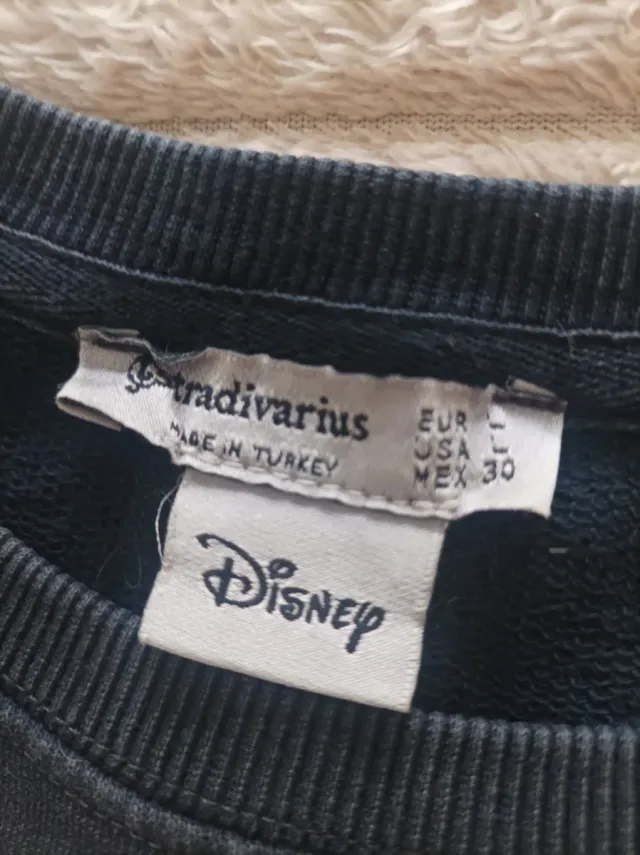 Stradivarius
MADE IN TURKEY
EUR L
USA L
MEX 30
Disney